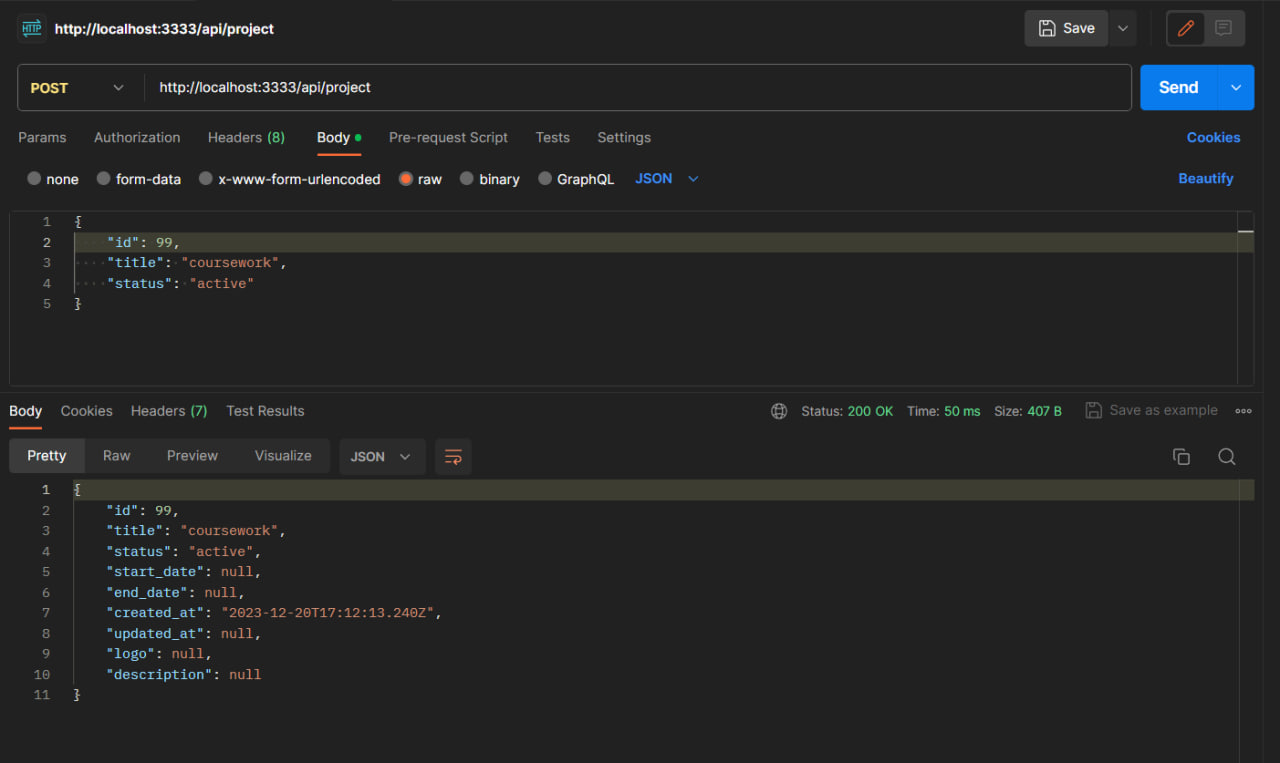 HTTP http://localhost:3333/api/project Save
POST http://localhost:3333/api/project Send
Params Authorization Headers (8) Body Pre-request Script Tests Settings Cookies
none form-data x-www-form-urlencoded raw binary GraphQL JSON Beautify
1 {
2 "id": 99,
3 "title": "coursework",
4 "status": "active"
5 }
Body Cookies Headers (7) Test Results Status: 200 OK Time: 50 ms Size: 407 B Save as example
Pretty Raw Preview Visualize JSON
1 {
2 "id": 99,
3 "title": "coursework",
4 "status": "active",
5 "start_date": null,
6 "end_date": null,
7 "created_at": "2023-12-20T17:12:13.240Z",
8 "updated_at": null,
9 "logo": null,
10 "description": null
11 }